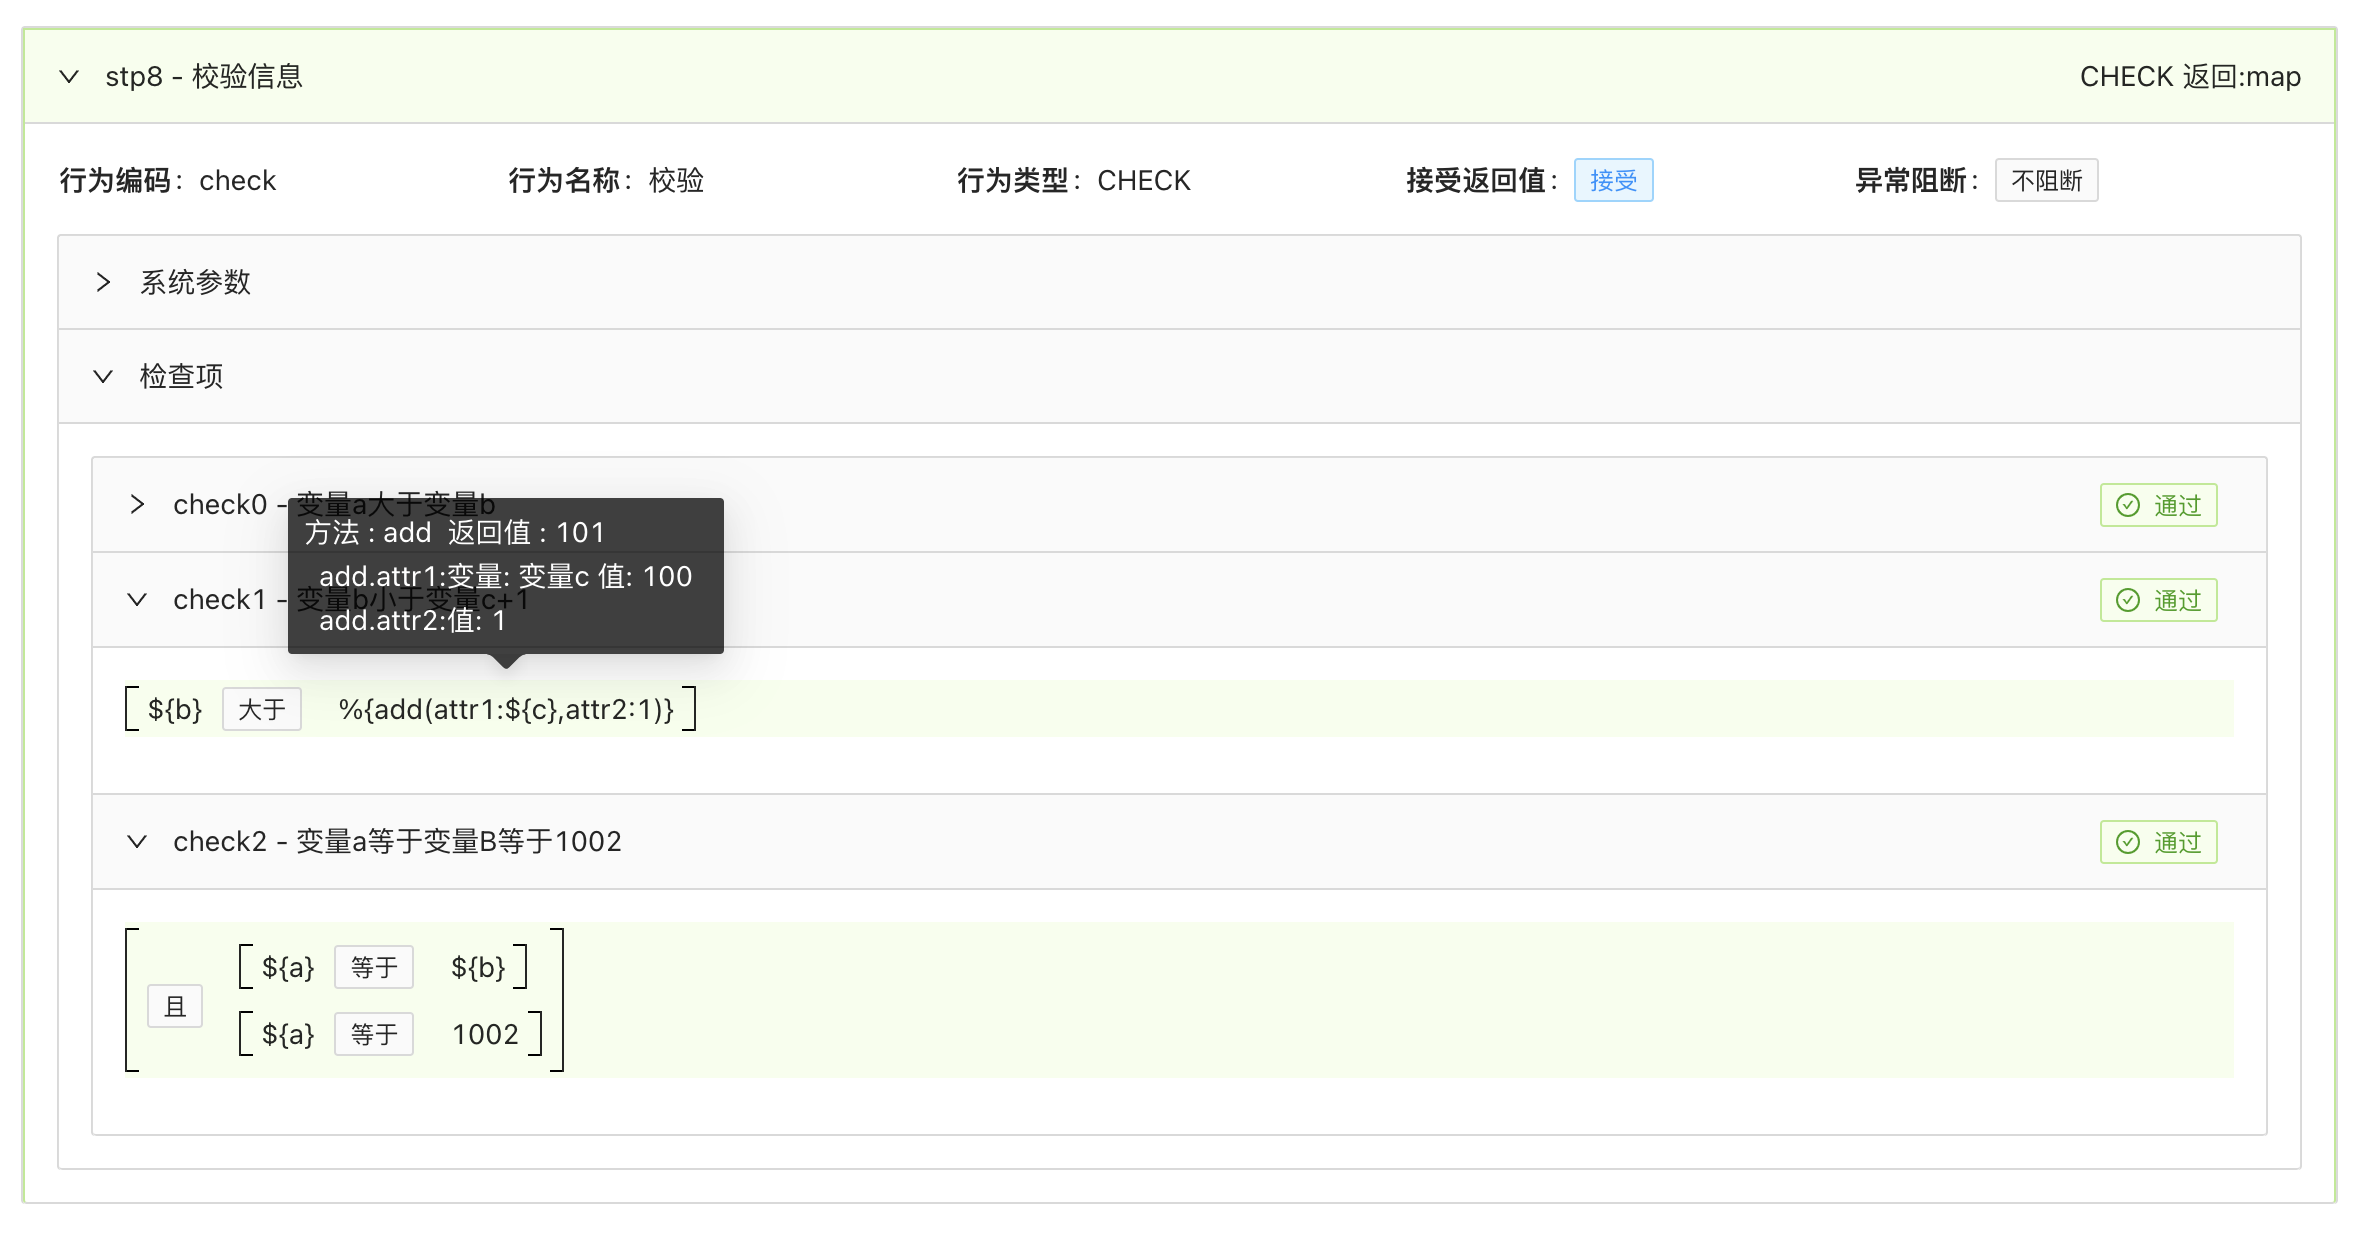 stp8 - 校验信息 CHECK 返回:map
行为编码: check 行为名称: 校验 行为类型: CHECK 接受返回值: 接受 异常阻断: 不阻断
系统参数
检查项
check0 - 变量a大于变量b 通过
方法 : add 返回值 : 101
add.attr1:变量: 变量c 值: 100
check1 - 变量b小于变量c+1 通过
add.attr2:值: 1
${b} 大于 %{add(attr1:${c},attr2:1)}
check2 - 变量a等于变量B等于1002 通过
${a} 等于 ${b}
且
${a} 等于 1002